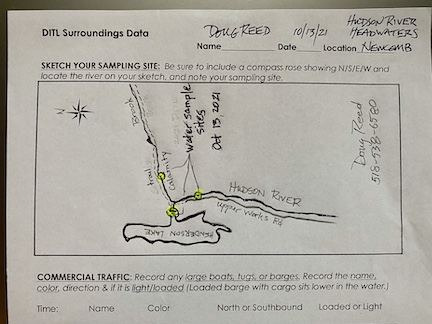 DITL Surroundings Data
DOUG REED 10/13/21 HUDSON RIVER
HEADWATERS
Name Date Location NEWCOMB
SKETCH YOUR SAMPLING SITE: Be sure to include a compass rose showing N/S/E/W and
locate the river on your sketch, and note your sampling site.
Brook
Calamity
trail
water sample
sites
Oct 13, 2021
HUDSON RIVER
Upper Works Rd
HENDERSON LAKE
Doug Reed
518-538-6580
COMMERCIAL TRAFFIC: Record any large boats, tugs, or barges. Record the name,
color, direction & if it is light/loaded (Loaded barge with cargo sits lower in the water.)
Time: Name Color North or Southbound Loaded or Light